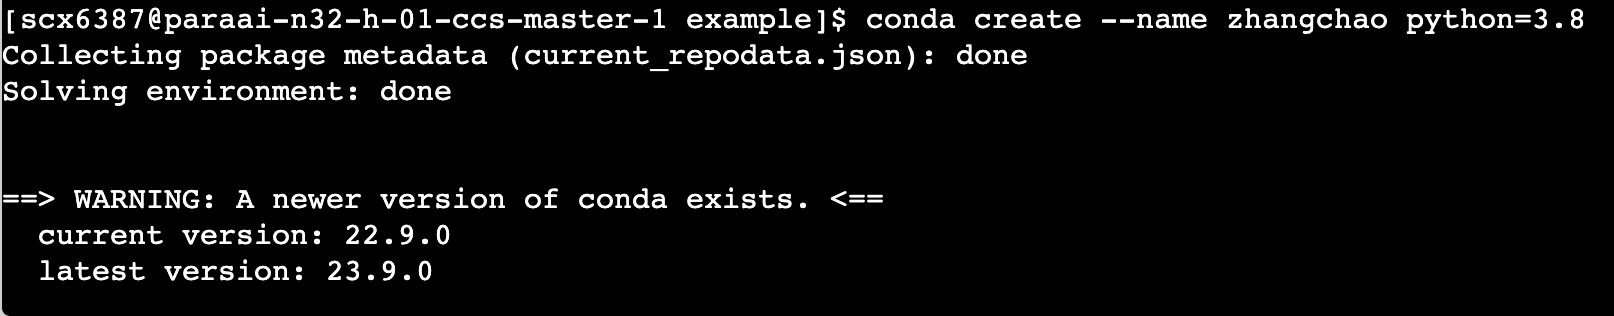 [scx6387@paraai-n32-h-01-ccs-master-1 example]$ conda create --name zhangchao python=3.8
Collecting package metadata (current_repodata.json): done
Solving environment: done
==> WARNING: A newer version of conda exists. <==
  current version: 22.9.0
  latest version: 23.9.0